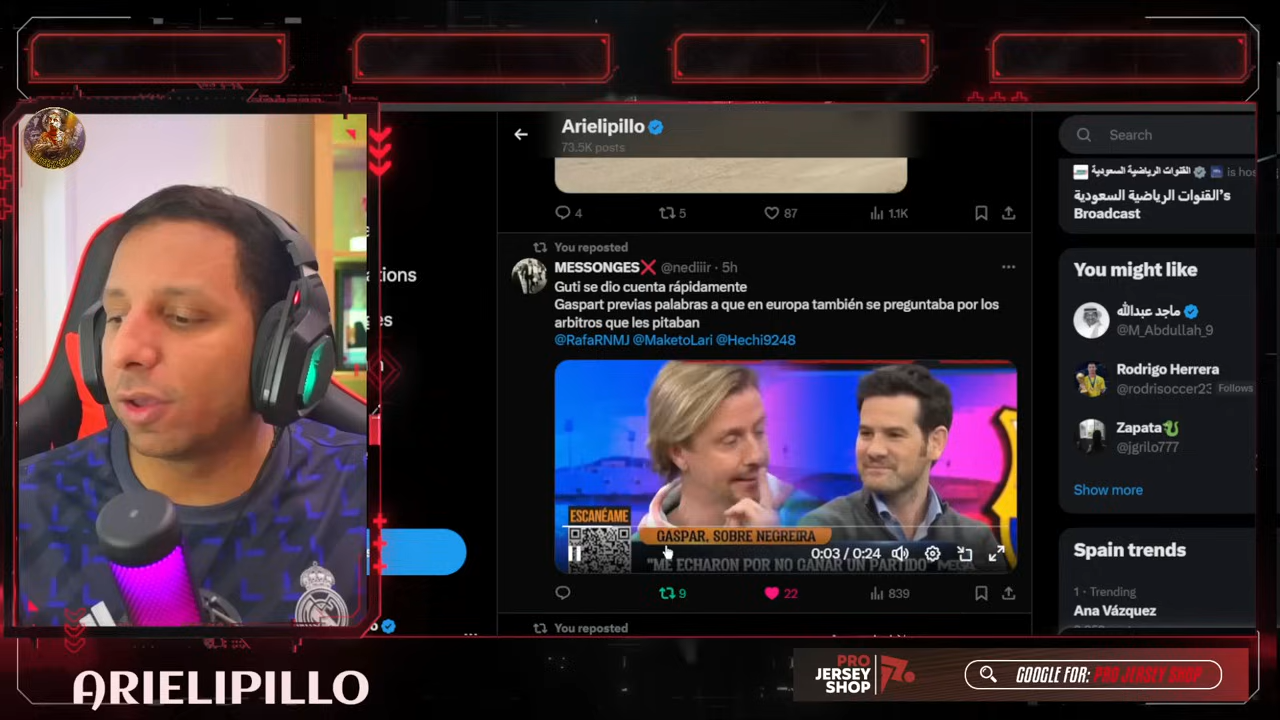 Arielipillo
73.5K posts
4
5
87
1.1K
You reposted
MESSONGES❌ @nediiir · 5h
Guti se dio cuenta rápidamente
Gaspart previas palabras a que en europa también se preguntaba por los
arbitros que les pitaban
@RafaRNMJ @MaketoLari @Hechi9248
ESCANÉAME
GASPAR, SOBRE NEGREIRA
0:03 / 0:24
"ME ECHARON POR NO GANAR UN PARTIDO"
MEGA
9
22
839
You reposted
Search
القنوات الرياضية السعودية is hos
القنوات الرياضية السعودية's
Broadcast
You might like
ماجد عبدالله
@M_Abdullah_9
Rodrigo Herrera
@rodrisoccer23 Follows
Zapata
@jgrilo777
Show more
Spain trends
1 · Trending
Ana Vázquez
ARIELIPILLO
PRO
JERSEY
SHOP
GOOGLE FOR: PRO JERSEY SHOP